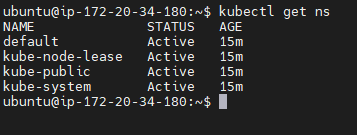 ubuntu@ip-172-20-34-180:~$ kubectl get ns
NAME STATUS AGE
default Active 15m
kube-node-lease Active 15m
kube-public Active 15m
kube-system Active 15m
ubuntu@ip-172-20-34-180:~$